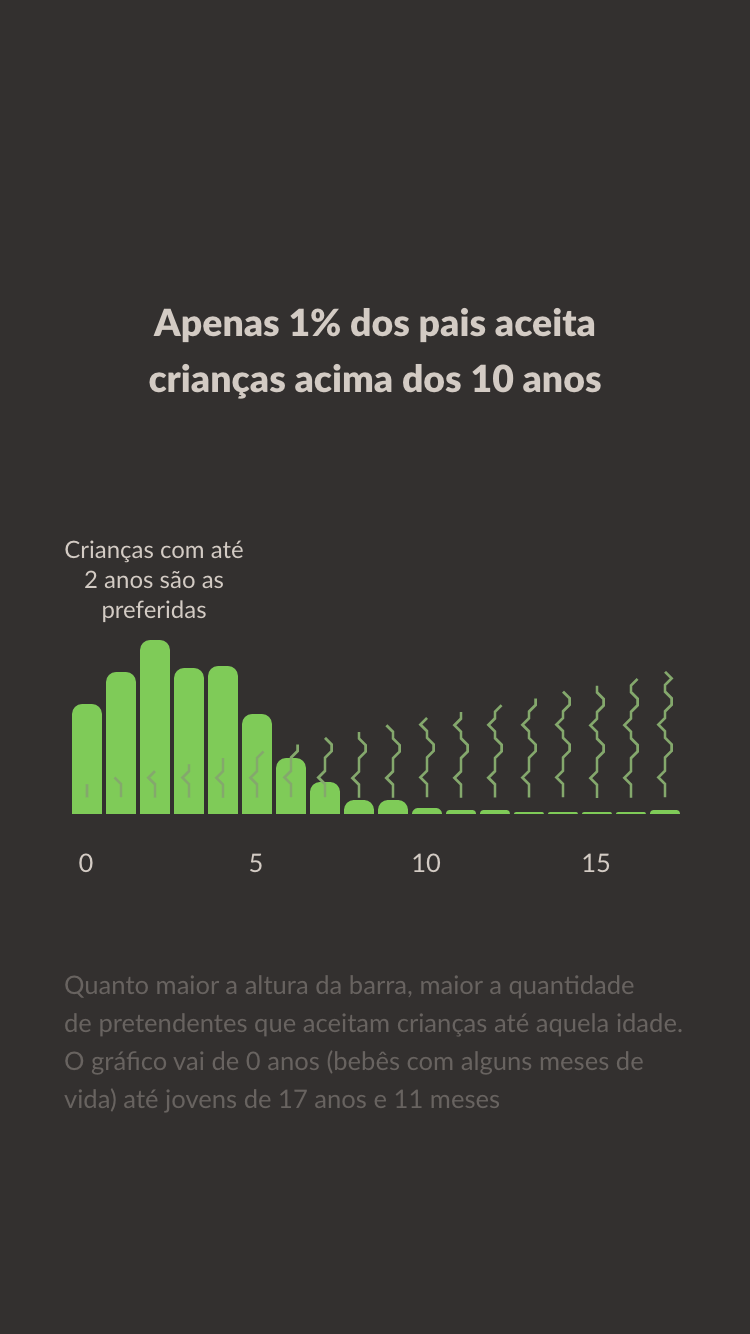 Apenas 1% dos pais aceita
crianças acima dos 10 anos
Crianças com até
2 anos são as
preferidas
0 5 10 15
Quanto maior a altura da barra, maior a quantidade
de pretendentes que aceitam crianças até aquela idade.
O gráfico vai de 0 anos (bebês com alguns meses de
vida) até jovens de 17 anos e 11 meses